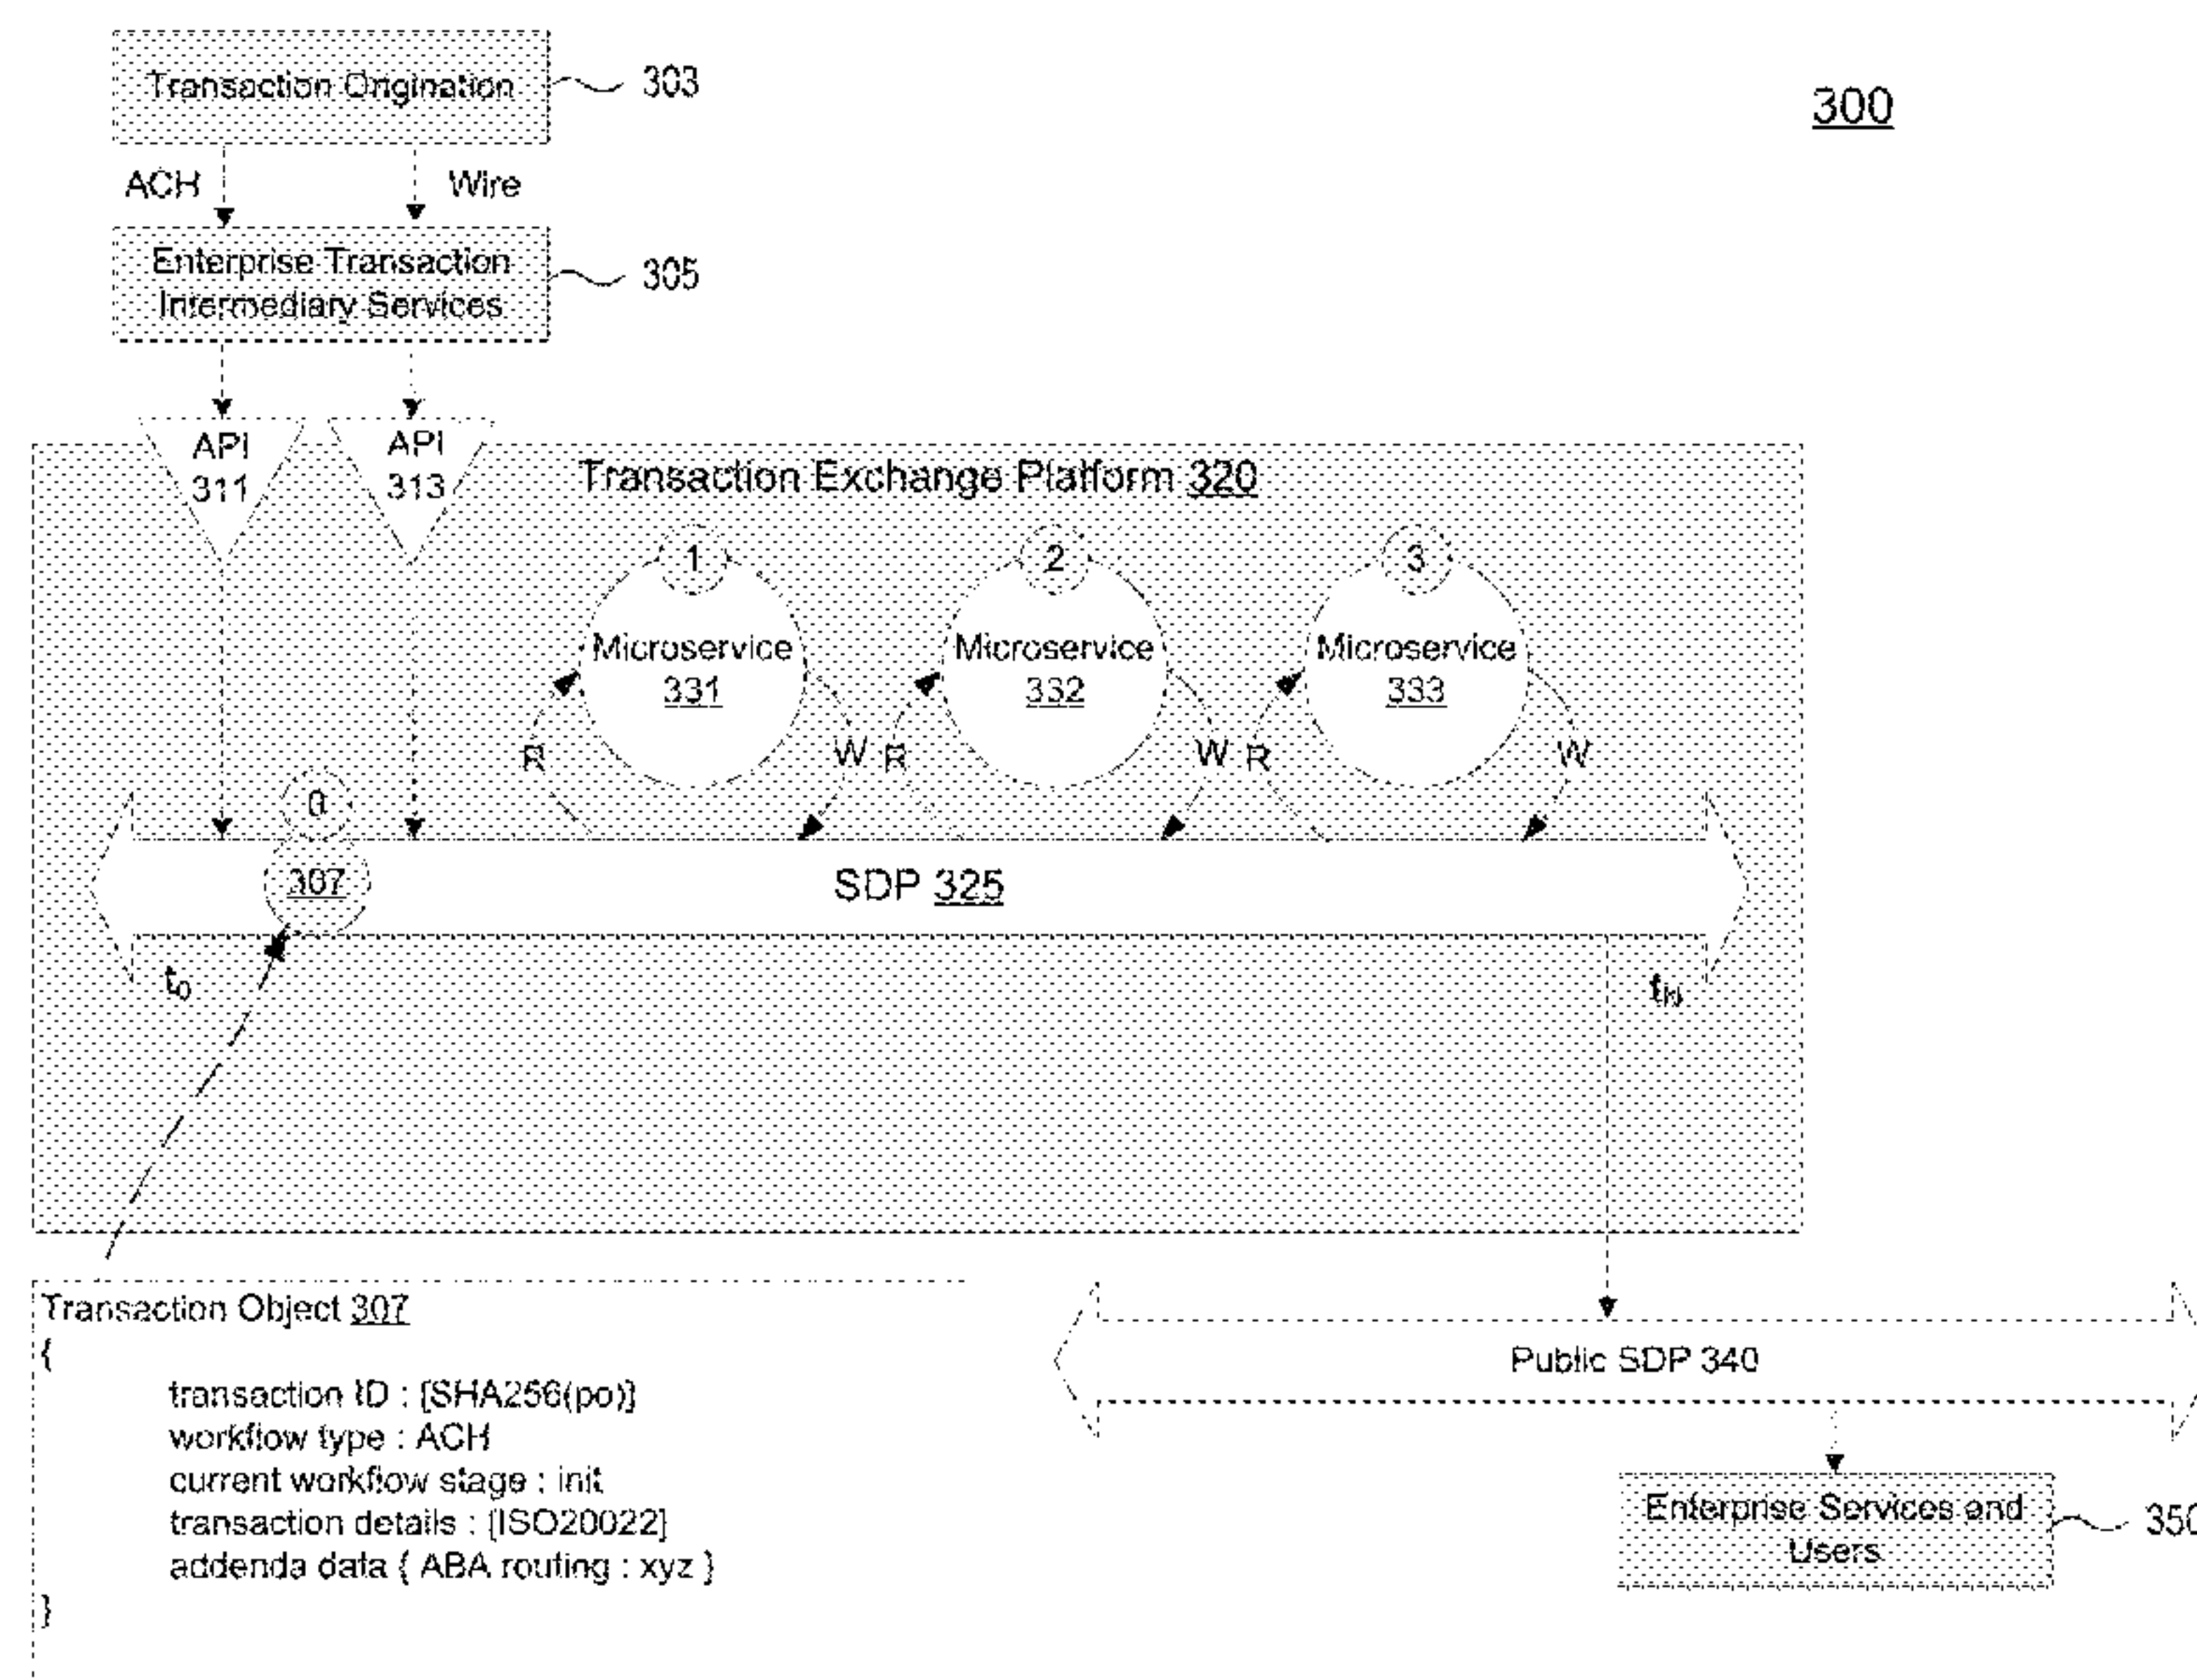 Transaction Origination
303
300
ACH
Wire
Enterprise Transaction
Intermediary Services
305
API
311
API
313
Transaction Exchange Platform 320
1
2
3
Microservice
331
Microservice
332
Microservice
333
R
W
R
W
R
W
0
307
SDP 325
t0
tN
Transaction Object 307
{
transaction ID : [SHA256(po)]
workflow type : ACH
current workflow stage : init
transaction details : [ISO20022]
addenda data { ABA routing : xyz }
}
Public SDP 340
Enterprise Services and
Users
350